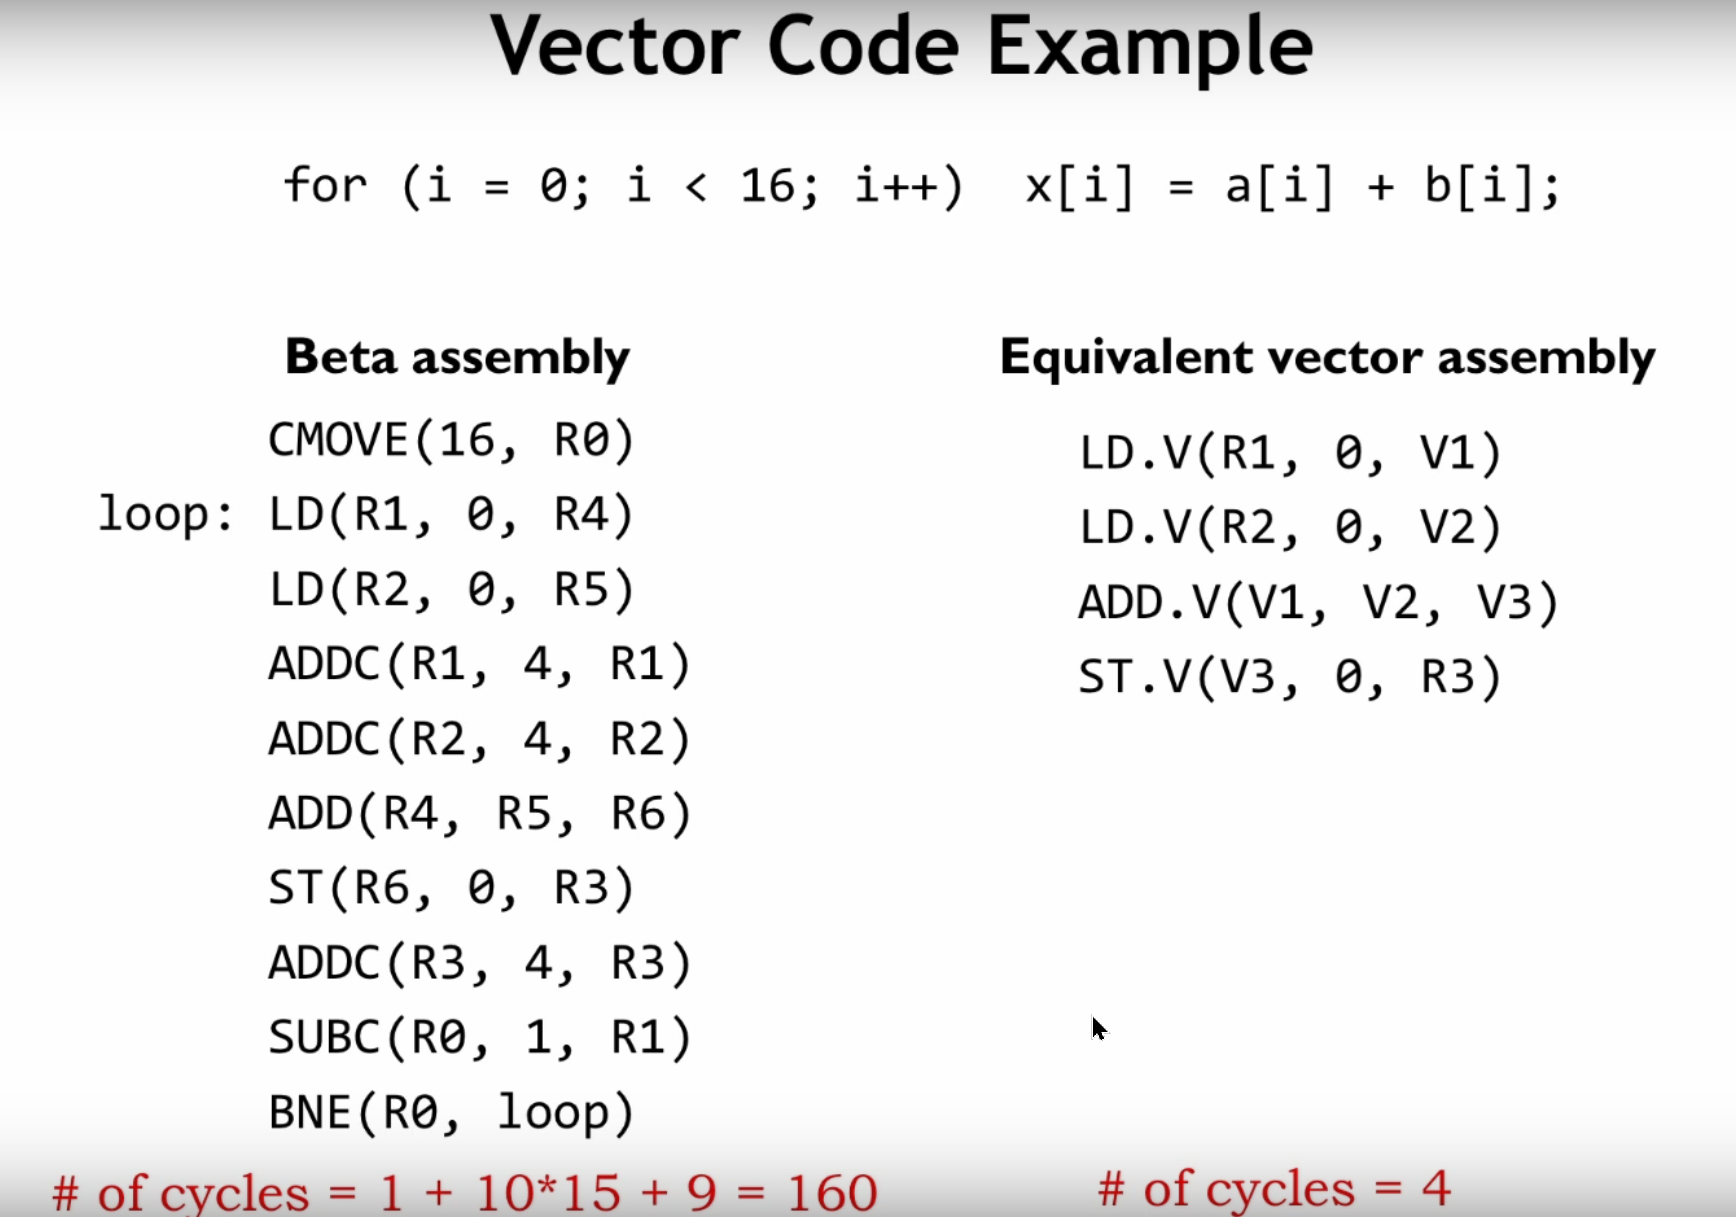 Vector Code Example
for (i = 0; i < 16; i++) x[i] = a[i] + b[i];
Beta assembly
CMOVE(16, R0)
loop: LD(R1, 0, R4)
LD(R2, 0, R5)
ADDC(R1, 4, R1)
ADDC(R2, 4, R2)
ADD(R4, R5, R6)
ST(R6, 0, R3)
ADDC(R3, 4, R3)
SUBC(R0, 1, R1)
BNE(R0, loop)
# of cycles = 1 + 10*15 + 9 = 160
Equivalent vector assembly
LD.V(R1, 0, V1)
LD.V(R2, 0, V2)
ADD.V(V1, V2, V3)
ST.V(V3, 0, R3)
# of cycles = 4